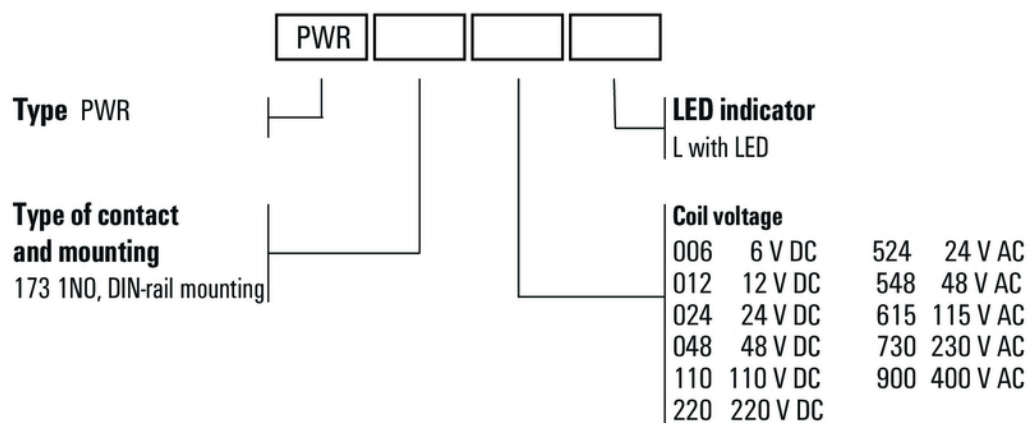 PWR
Type PWR
LED indicator
L with LED
Type of contact
and mounting
173 1NO, DIN-rail mounting
Coil voltage
006 6 V DC 524 24 V AC
012 12 V DC 548 48 V AC
024 24 V DC 615 115 V AC
048 48 V DC 730 230 V AC
110 110 V DC 900 400 V AC
220 220 V DC